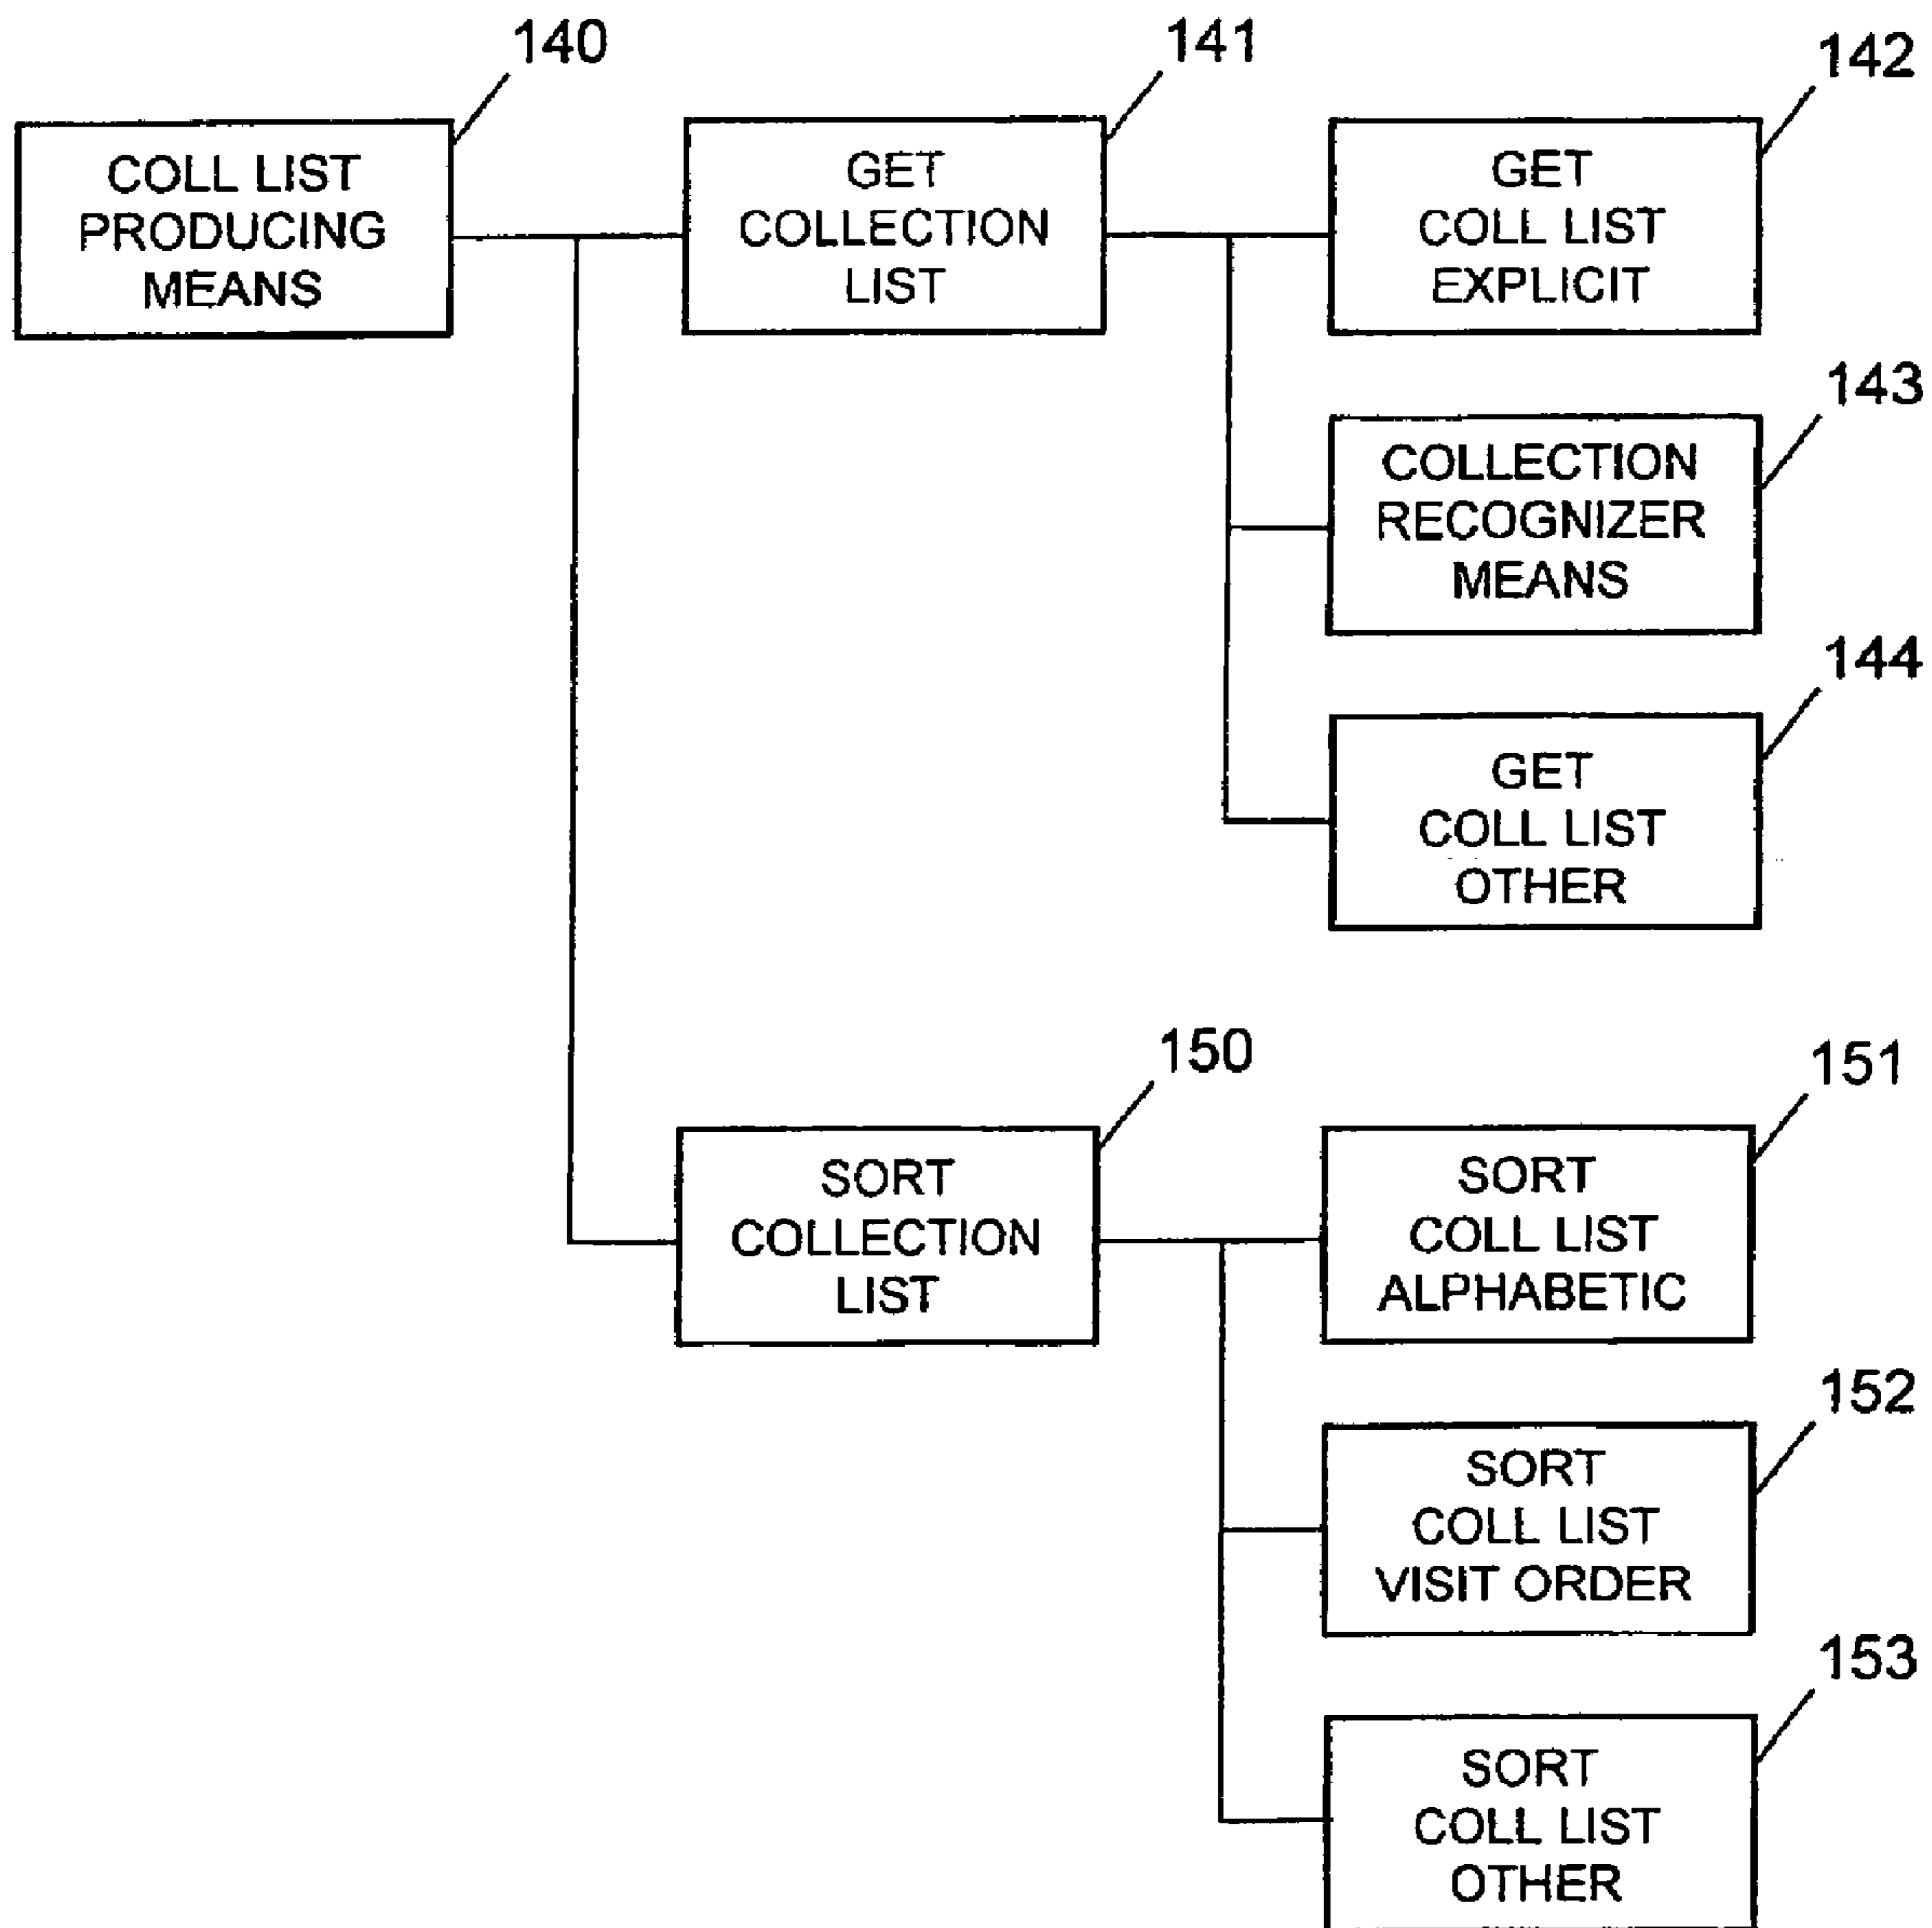 140
COLL LIST
PRODUCING
MEANS
141
GET
COLLECTION
LIST
142
GET
COLL LIST
EXPLICIT
143
COLLECTION
RECOGNIZER
MEANS
144
GET
COLL LIST
OTHER
150
SORT
COLLECTION
LIST
151
SORT
COLL LIST
ALPHABETIC
152
SORT
COLL LIST
VISIT ORDER
153
SORT
COLL LIST
OTHER